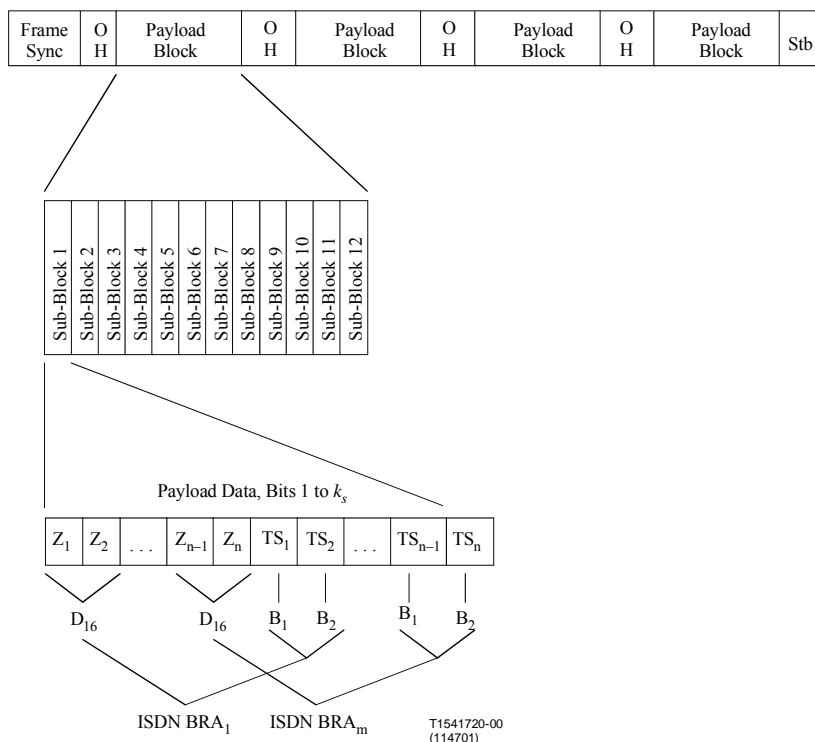 Frame Sync
O H
Payload Block
O H
Payload Block
O H
Payload Block
O H
Payload Block
Stb
Sub-Block 1
Sub-Block 2
Sub-Block 3
Sub-Block 4
Sub-Block 5
Sub-Block 6
Sub-Block 7
Sub-Block 8
Sub-Block 9
Sub-Block 10
Sub-Block 11
Sub-Block 12
Payload Data, Bits 1 to kₛ
Z₁ Z₂ . . . Zₙ₋₁ Zₙ TS₁ TS₂ . . . TSₙ₋₁ TSₙ
D₁₆ D₁₆ B₁ B₂ B₁ B₂
ISDN BRA₁ ISDN BRAₘ
T1541720-00
(114701)